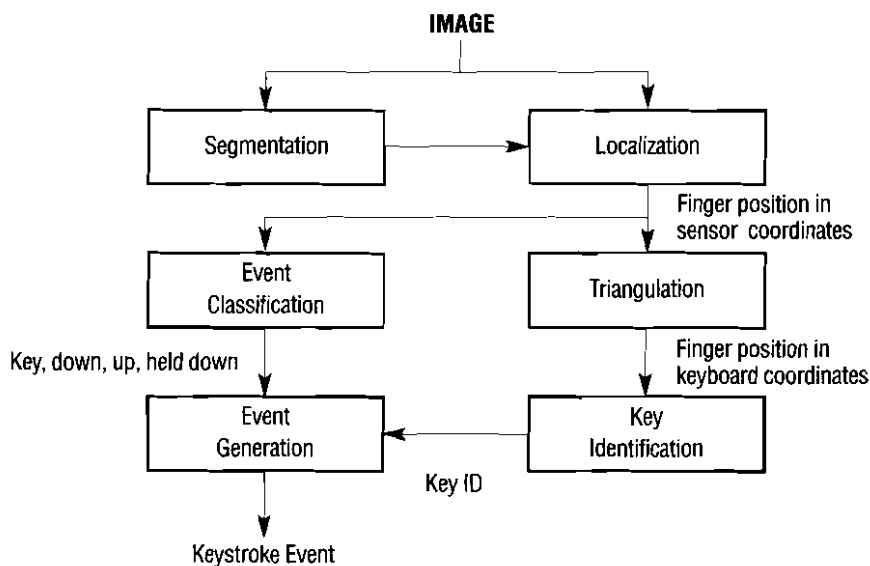 IMAGE
Segmentation
Localization
Finger position in
sensor coordinates
Event
Classification
Triangulation
Key, down, up, held down
Finger position in
keyboard coordinates
Event
Generation
Key
Identification
Key ID
Keystroke Event